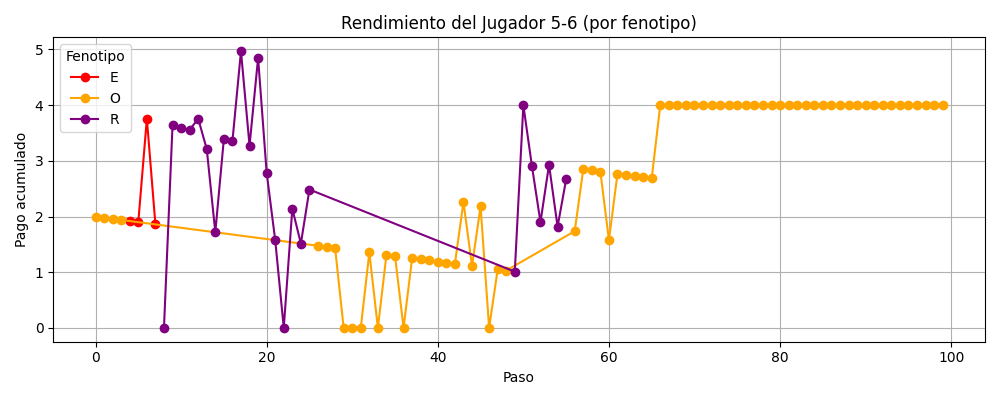 Rendimiento del Jugador 5-6 (por fenotipo)
Fenotipo
E
O
R
Pago acumulado
5
4
3
2
1
0
0 20 40 60 80 100
Paso